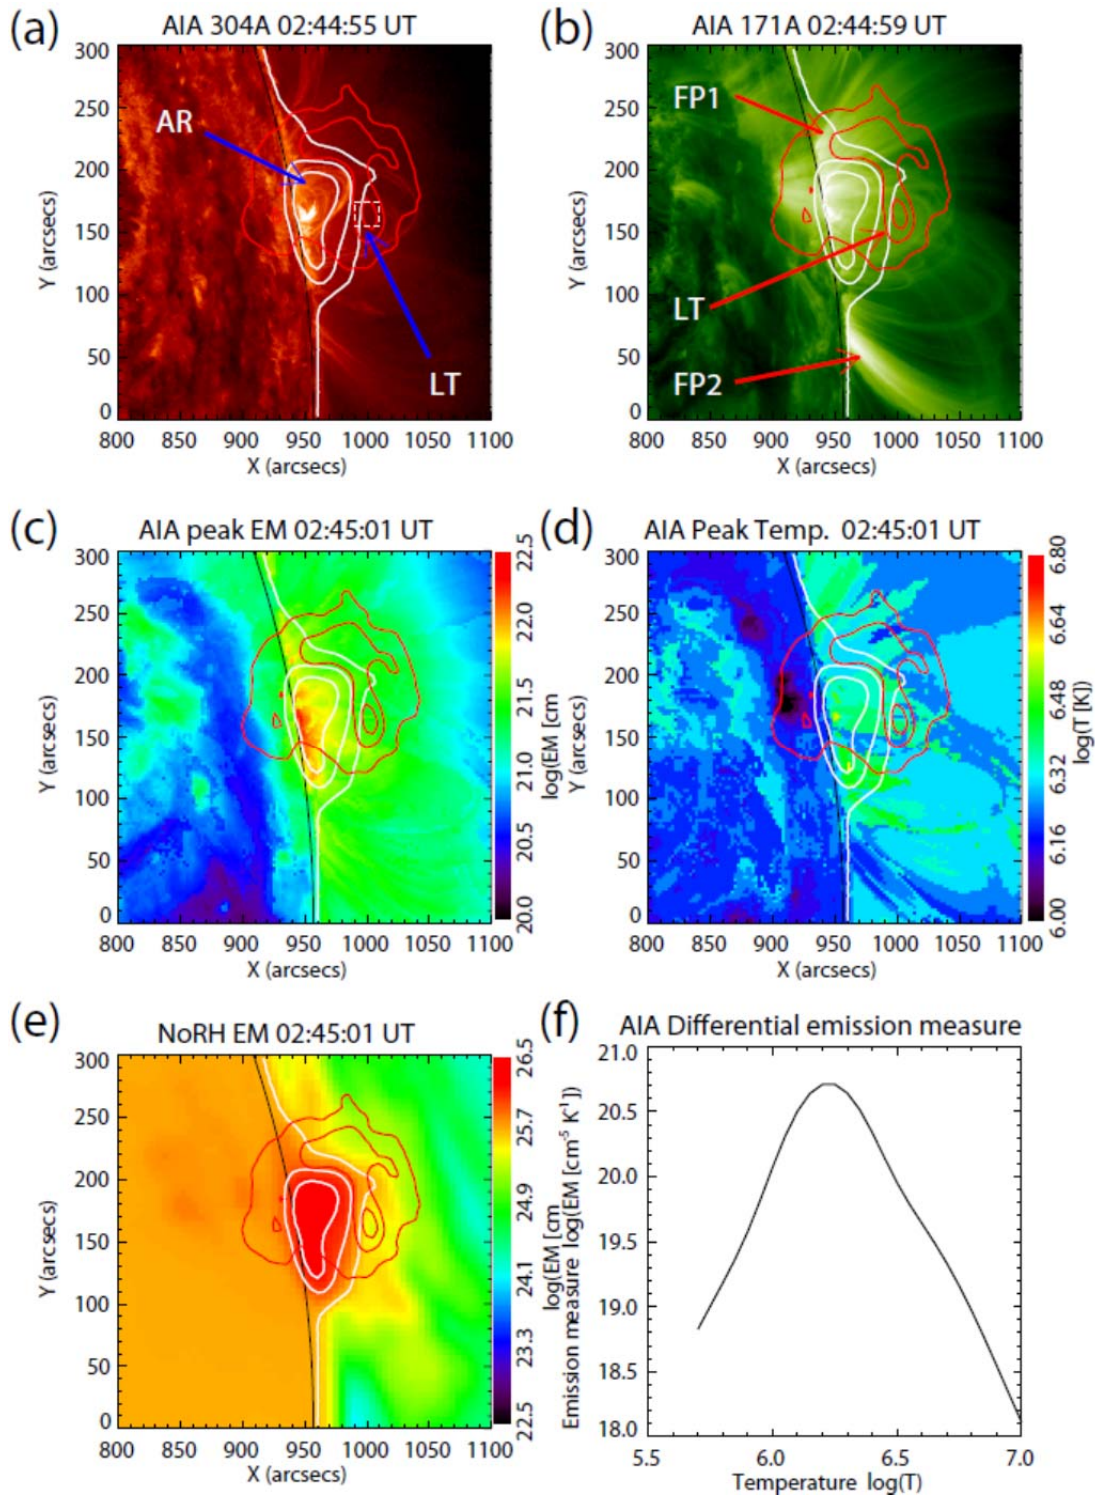 (a)
AIA 304A 02:44:55 UT
300
250
200
150
100
50
0
Y (arcsecs)
AR
LT
800 850 900 950 1000 1050 1100
X (arcsecs)
(b)
AIA 171A 02:44:59 UT
300
250
200
150
100
50
0
Y (arcsecs)
FP1
LT
FP2
800 850 900 950 1000 1050 1100
X (arcsecs)
(c)
AIA peak EM 02:45:01 UT
300
250
200
150
100
50
0
Y (arcsecs)
800 850 900 950 1000 1050 1100
X (arcsecs)
22.5
22.0
21.5
21.0
20.5
20.0
log(EM [cm
(d)
AIA Peak Temp. 02:45:01 UT
300
250
200
150
100
50
0
Y (arcsecs)
800 850 900 950 1000 1050 1100
X (arcsecs)
6.80
6.64
6.48
6.32
6.16
6.00
log(T [K])
(e)
NoRH EM 02:45:01 UT
300
250
200
150
100
50
0
Y (arcsecs)
800 850 900 950 1000 1050 1100
X (arcsecs)
26.5
25.7
24.9
24.1
23.3
22.5
log(EM [cm
(f)
AIA Differential emission measure
21.0
20.5
20.0
19.5
19.0
18.5
18.0
Emission measure log(EM [cm⁻⁵ K⁻¹])
5.5 6.0 6.5 7.0
Temperature log(T)